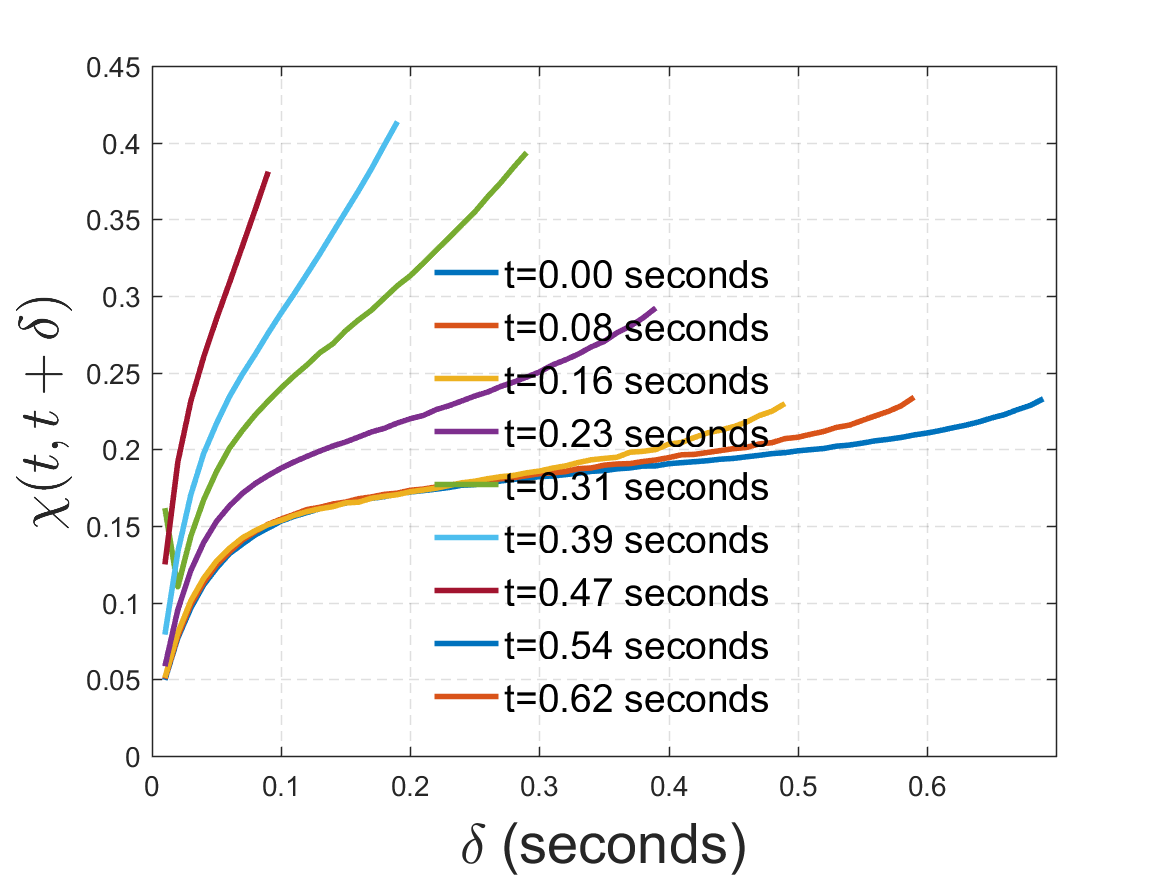 0.45
0.4
0.35
0.3
0.25
0.2
0.15
0.1
0.05
0
χ(t, t + δ)
t=0.00 seconds
t=0.08 seconds
t=0.16 seconds
t=0.23 seconds
t=0.31 seconds
t=0.39 seconds
t=0.47 seconds
t=0.54 seconds
t=0.62 seconds
0 0.1 0.2 0.3 0.4 0.5 0.6
δ (seconds)